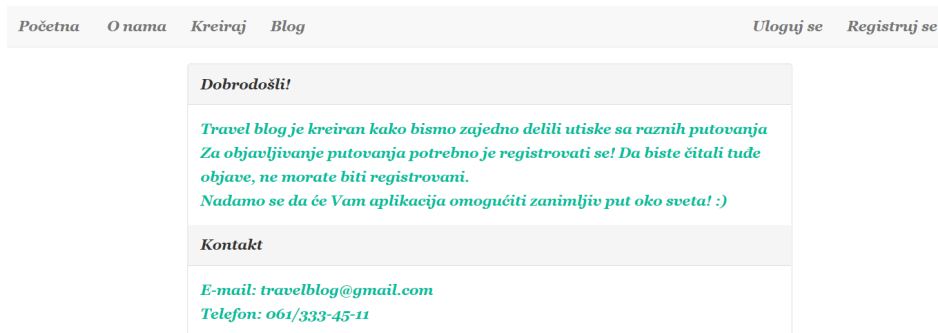 Početna O nama Kreiraj Blog Uloguj se Registruj se
Dobrodošli!
Travel blog je kreiran kako bismo zajedno delili utiske sa raznih putovanja
Za objavljivanje putovanja potrebno je registrovati se! Da biste čitali tuđe
objave, ne morate biti registrovani.
Nadamo se da će Vam aplikacija omogućiti zanimljiv put oko sveta! :)
Kontakt
E-mail: travelblog@gmail.com
Telefon: 061/333-45-11